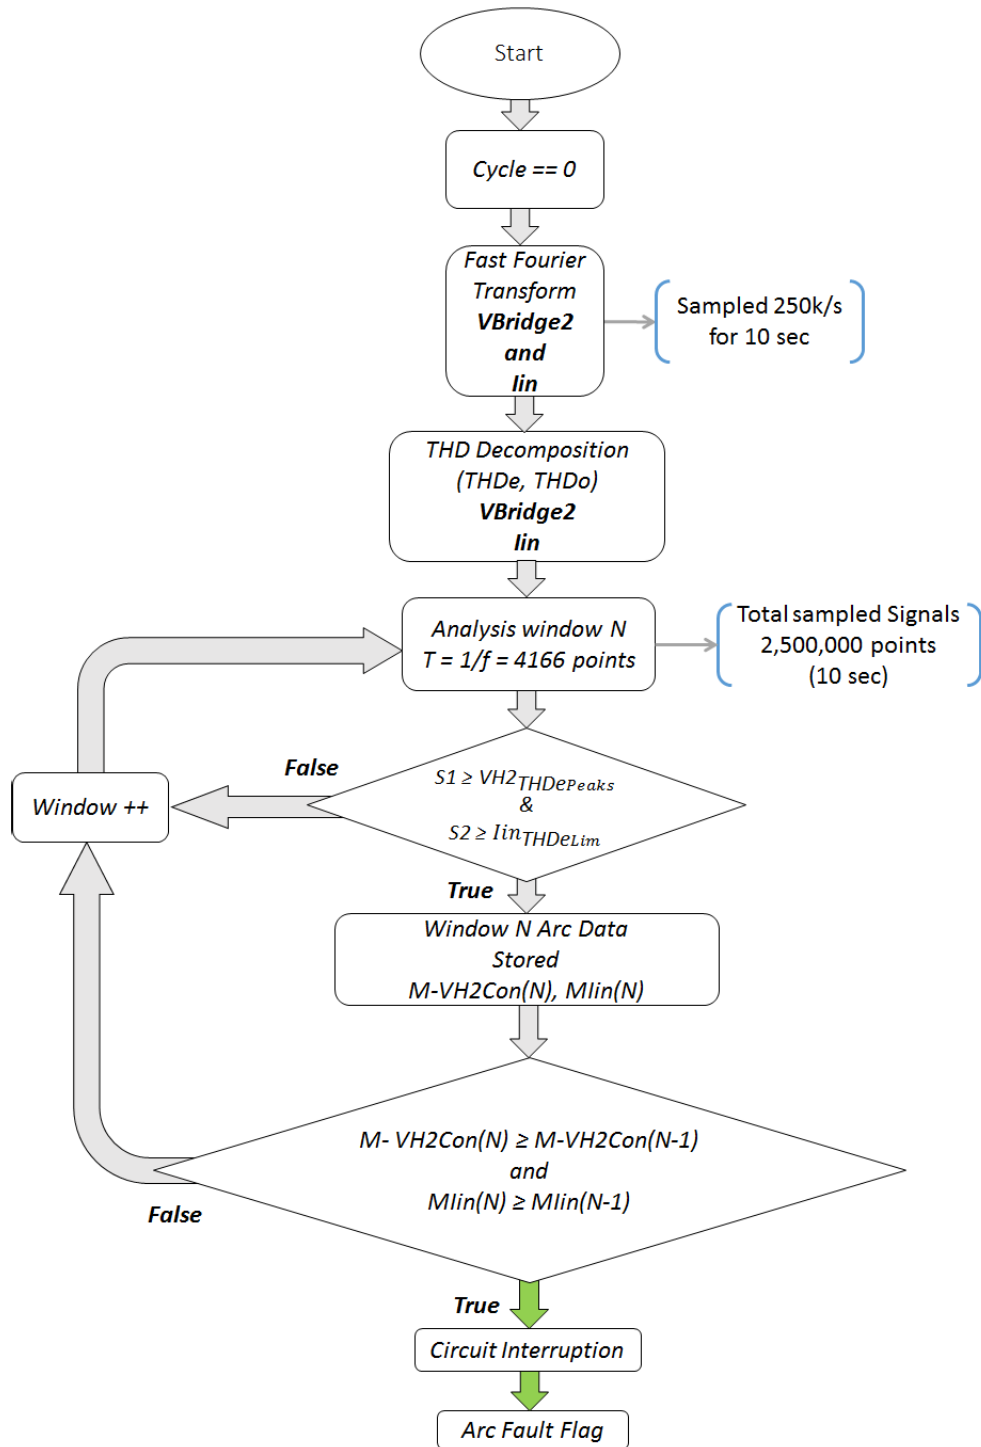 Start
Cycle == 0
Fast Fourier
Transform
VBridge2
and
Iin
Sampled 250k/s
for 10 sec
THD Decomposition
(THDe, THDo)
VBridge2
Iin
Analysis window N
T = 1/f = 4166 points
Total sampled Signals
2,500,000 points
(10 sec)
False
Window ++
S1 ≥ VH2THDePeaks
&
S2 ≥ IinTHDeLim
True
Window N Arc Data
Stored
M-VH2Con(N), MIin(N)
M- VH2Con(N) ≥ M-VH2Con(N-1)
and
MIin(N) ≥ MIin(N-1)
False
True
Circuit Interruption
Arc Fault Flag